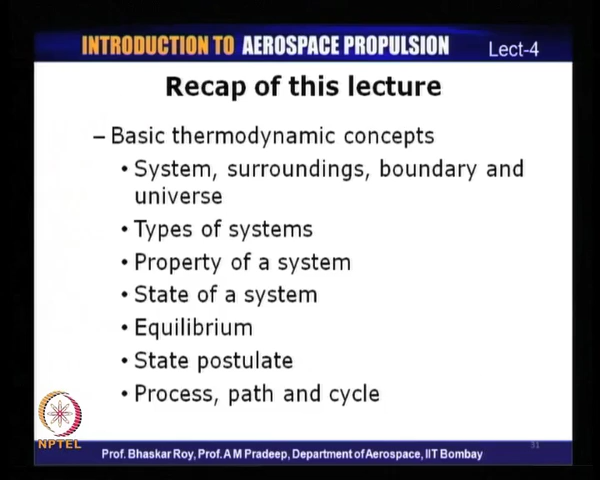 INTRODUCTION TO AEROSPACE PROPULSION Lect-4
Recap of this lecture
– Basic thermodynamic concepts
• System, surroundings, boundary and
universe
• Types of systems
• Property of a system
• State of a system
• Equilibrium
• State postulate
• Process, path and cycle
NPTEL
31
Prof. Bhaskar Roy, Prof. A M Pradeep, Department of Aerospace, IIT Bombay